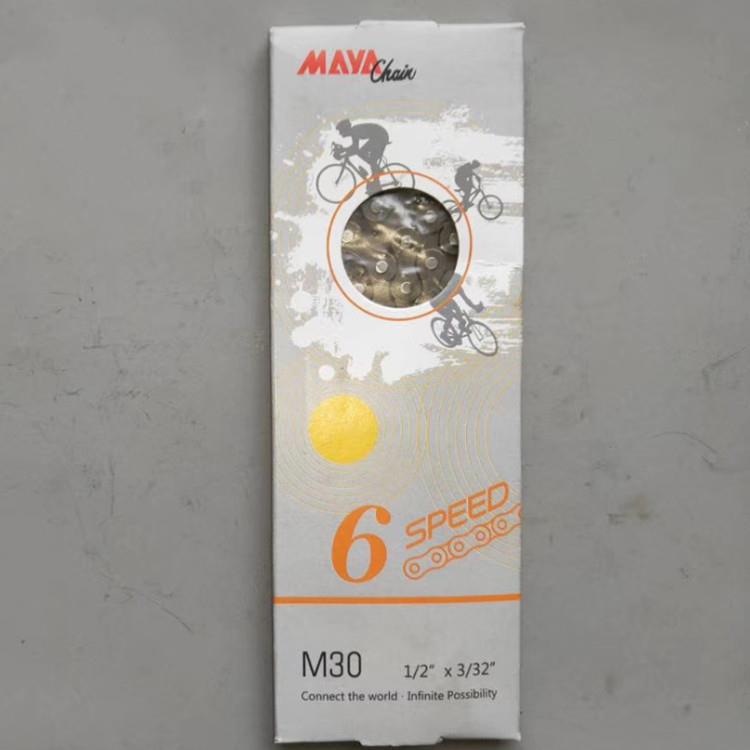 MAYA Chain
6 SPEED
M30 1/2" x 3/32"
Connect the world · Infinite Possibility